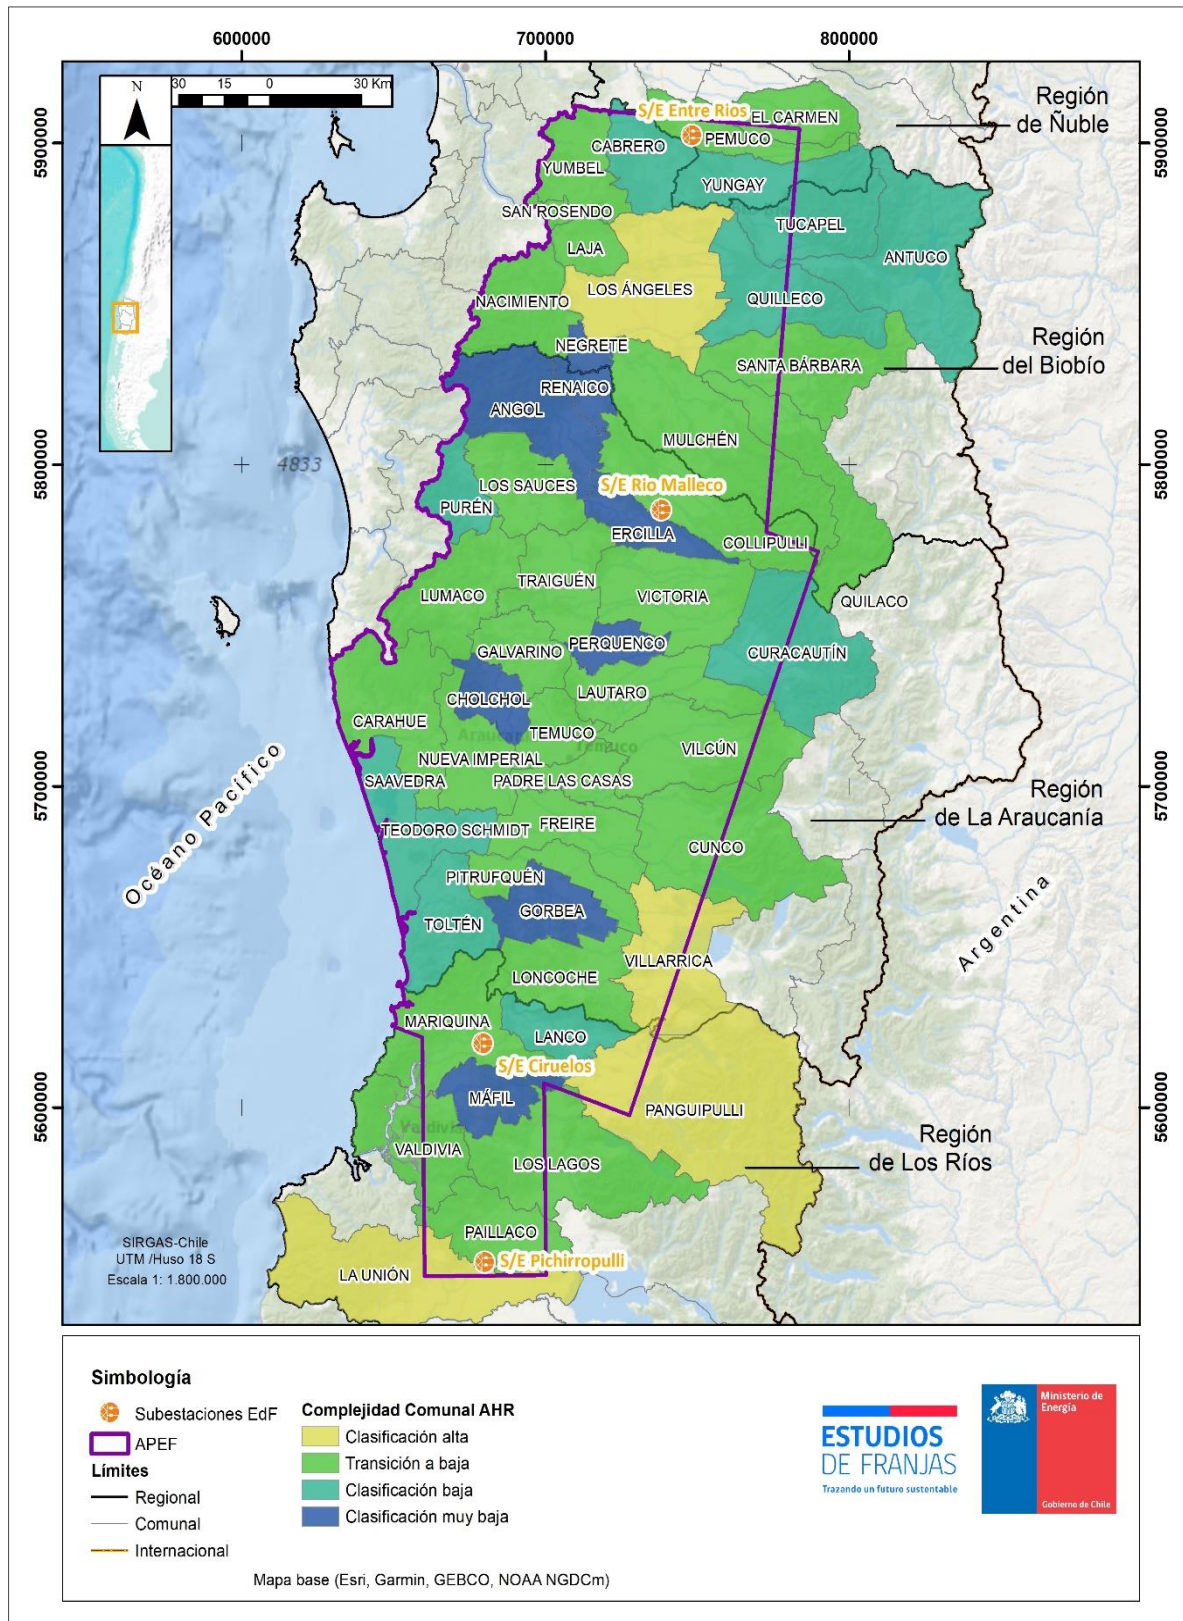 600000
700000
800000
5900000
5800000
5700000
5600000
N
30 15 0 30 Km
S/E Entre Rios
EL CARMEN
Región
de Ñuble
CABRERO
PEMUCO
YUMBEL
YUNGAY
SAN ROSENDO
TUCAPEL
LAJA
ANTUCO
LOS ÁNGELES
NACIMIENTO
QUILLECO
NEGRETE
Región
del Biobío
SANTA BÁRBARA
RENAICO
ANGOL
MULCHÉN
4833
LOS SAUCES
S/E Rio Malleco
PURÉN
ERCILLA
COLLIPULLI
TRAIGUÉN
LUMACO
VICTORIA
QUILACO
PERQUENCO
GALVARINO
CURACAUTÍN
CHOLCHOL
LAUTARO
CARAHUE
TEMUCO
Temuco
VILCÚN
NUEVA IMPERIAL
SAAVEDRA
PADRE LAS CASAS
Región
de La Araucanía
TEODORO SCHMIDT
FREIRE
CUNCO
Océano Pacífico
PITRUFQUÉN
GORBEA
TOLTÉN
Argentina
VILLARRICA
LONCOCHE
MARIQUINA
LANCO
S/E Ciruelos
MÁFIL
PANGUIPULLI
Valdivia
VALDIVIA
LOS LAGOS
Región
de Los Ríos
PAILLACO
S/E Pichirropulli
LA UNIÓN
SIRGAS-Chile
UTM /Huso 18 S
Escala 1: 1.800.000
Simbología
Subestaciones EdF
APEF
Límites
Regional
Comunal
Internacional
Complejidad Comunal AHR
Clasificación alta
Transición a baja
Clasificación baja
Clasificación muy baja
Mapa base (Esri, Garmin, GEBCO, NOAA NGDCm)
ESTUDIOS
DE FRANJAS
Trazando un futuro sustentable
Ministerio de
Energía
Gobierno de Chile